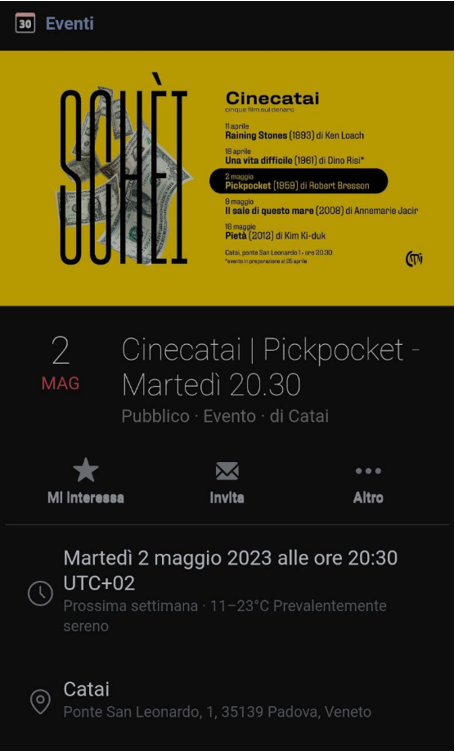 30 Eventi
SCHÈI
Cinecatai
cinque film sul denaro
11 aprile
Raining Stones (1993) di Ken Loach
18 aprile
Una vita difficile (1961) di Dino Risi*
2 maggio
Pickpocket (1959) di Robert Bresson
9 maggio
Il sale di questo mare (2008) di Annemarie Jacir
16 maggio
Pietà (2012) di Kim Ki-duk
Catai, ponte San Leonardo 1 - ore 20.30
*evento in preparazione al 25 aprile
2
MAG
Cinecatai | Pickpocket -
Martedì 20.30
Pubblico · Evento · di Catai
Mi interessa
Invita
Altro
Martedì 2 maggio 2023 alle ore 20:30
UTC+02
Prossima settimana · 11–23°C Prevalentemente
sereno
Catai
Ponte San Leonardo, 1, 35139 Padova, Veneto